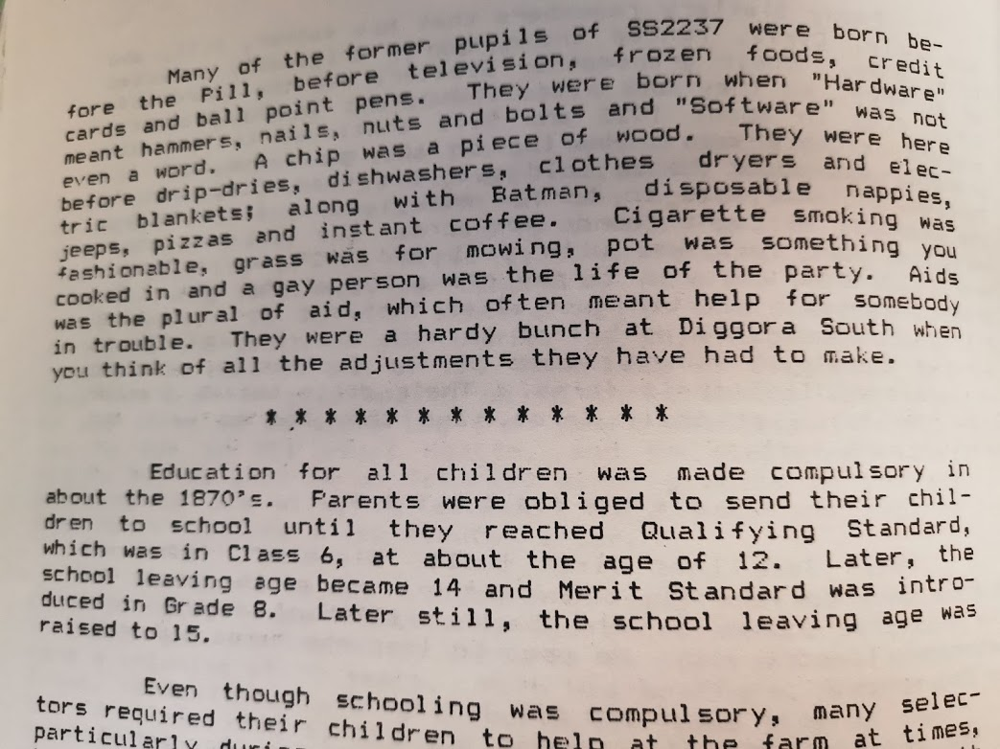 Many of the former pupils of SS2237 were born be-
fore the Pill, before television, frozen foods, credit
cards and ball point pens. They were born when "Hardware"
meant hammers, nails, nuts and bolts and "Software" was not
even a word. A chip was a piece of wood. They were here
before drip-dries, dishwashers, clothes dryers and elec-
tric blankets; along with Batman, disposable nappies,
jeeps, pizzas and instant coffee. Cigarette smoking was
fashionable, grass was for mowing, pot was something you
cooked in and a gay person was the life of the party. Aids
was the plural of aid, which often meant help for somebody
in trouble. They were a hardy bunch at Diggora South when
you think of all the adjustments they have had to make.
* * * * * * * * * * * * *
Education for all children was made compulsory in
about the 1870's. Parents were obliged to send their chil-
dren to school until they reached Qualifying Standard,
which was in Class 6, at about the age of 12. Later, the
school leaving age became 14 and Merit Standard was intro-
duced in Grade 8. Later still, the school leaving age was
raised to 15.
Even though schooling was compulsory, many selec-
tors required their children to help at the farm at times,
particularly